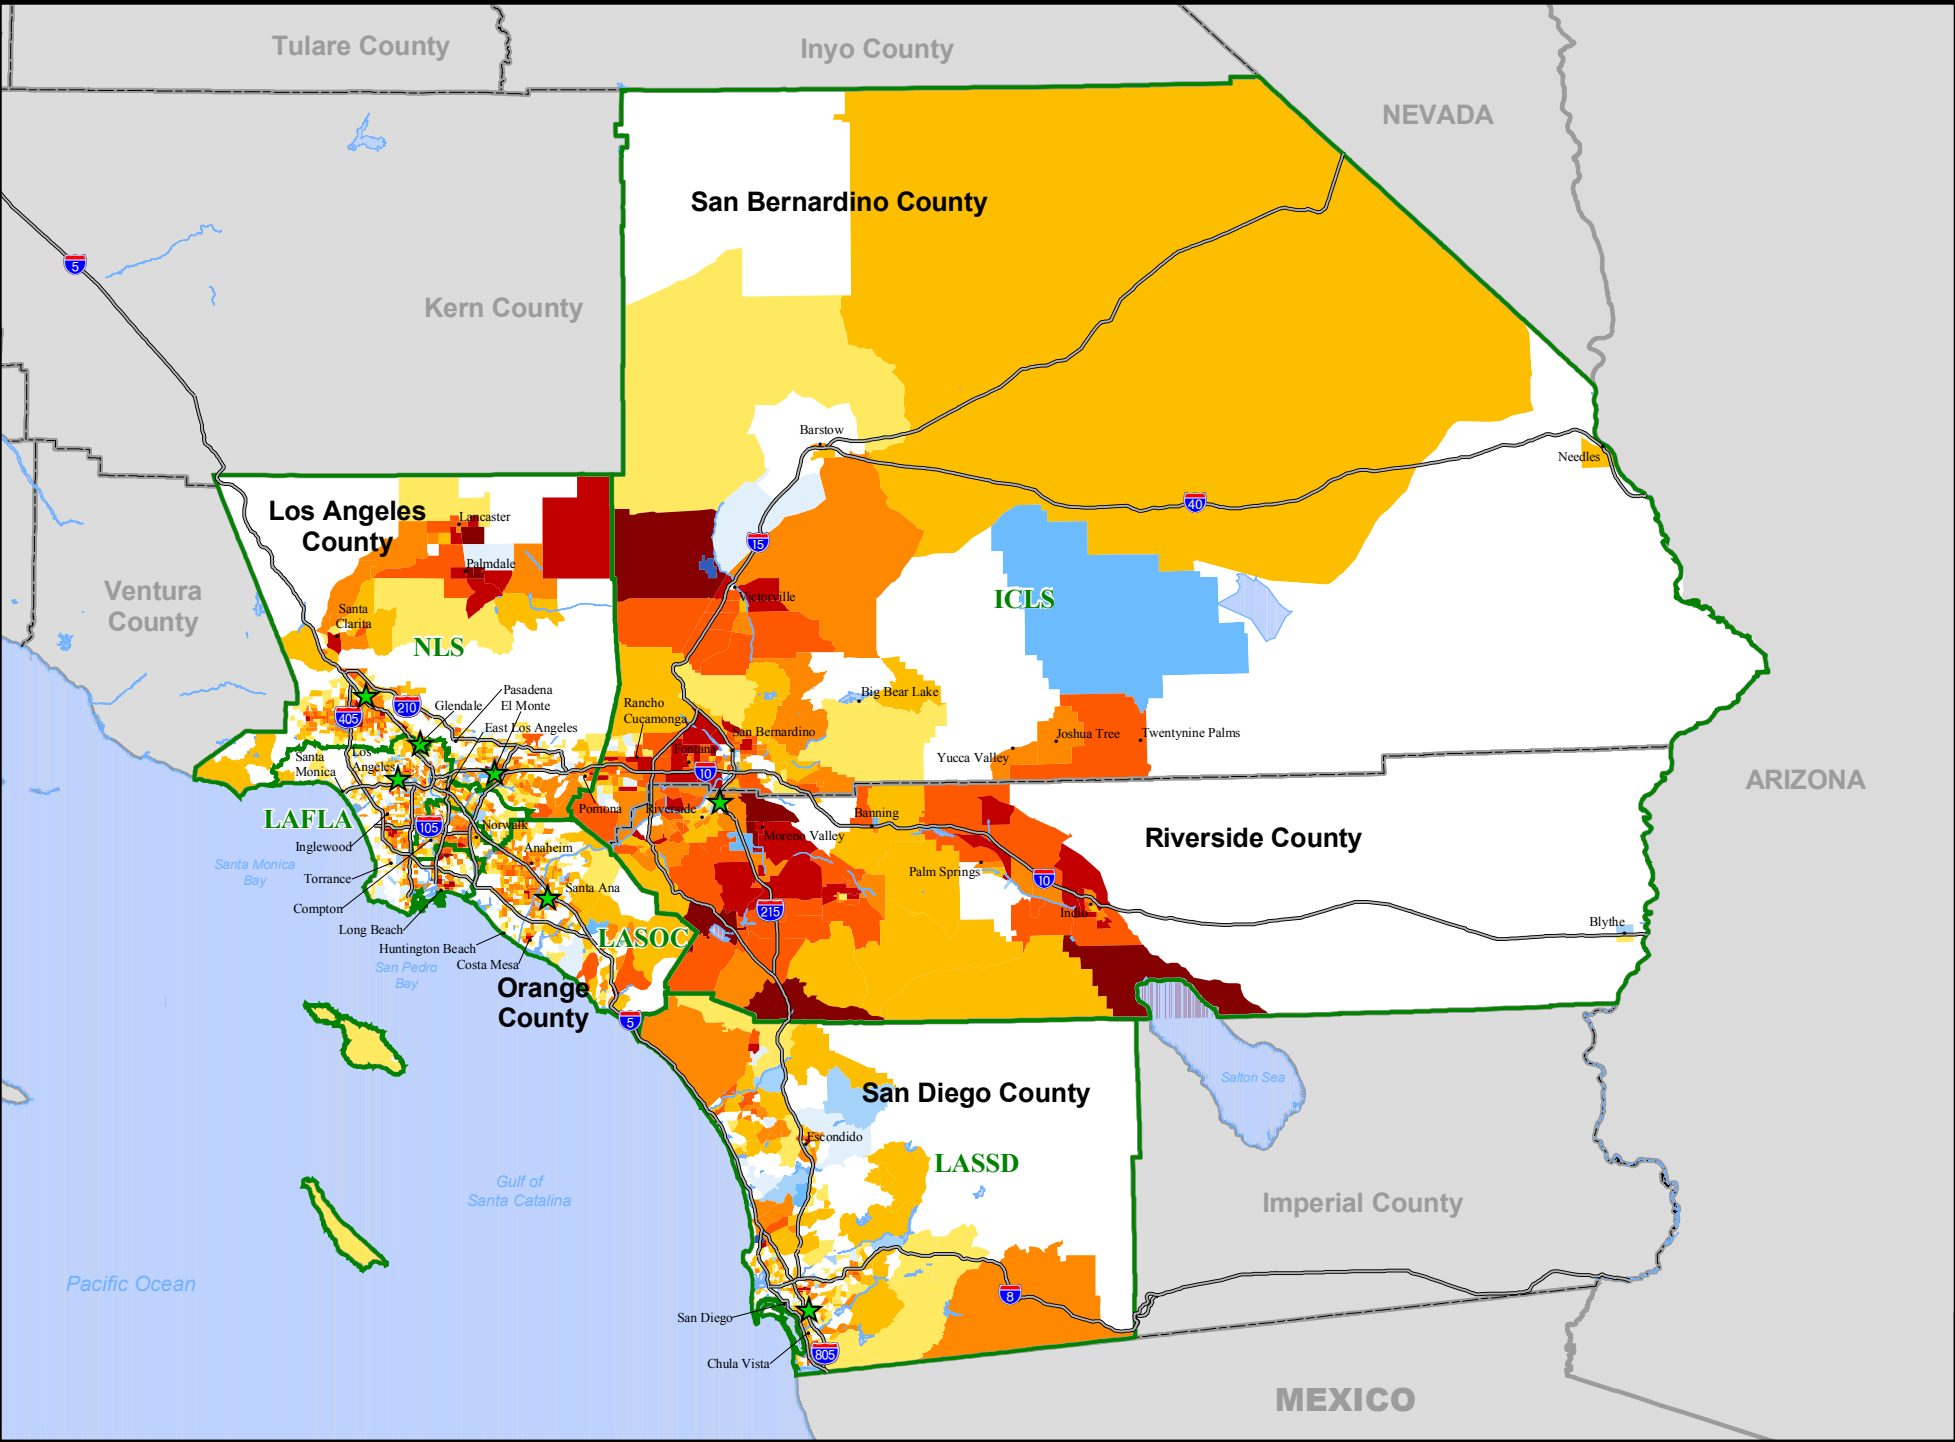 Tulare County
Inyo County
NEVADA
San Bernardino County
5
Kern County
Barstow
Needles
40
Los Angeles
County
Lancaster
15
Palmdale
Ventura
County
Victorville
ICLS
Santa
Clarita
NLS
Pasadena
Big Bear Lake
El Monte
Rancho
Cucamonga
Glendale
210
405
East Los Angeles
San Bernardino
Joshua Tree
Twentynine Palms
Fontana
Los
Angeles
Santa
Monica
Yucca Valley
10
ARIZONA
Pomona
Riverside
Banning
LAFLA
105
Norwalk
Moreno Valley
Riverside County
Inglewood
Anaheim
Santa Monica
Bay
Palm Springs
Torrance
10
Santa Ana
Compton
215
Indio
Blythe
Long Beach
LASOC
Huntington Beach
San Pedro
Bay
Costa Mesa
Orange
County
5
Salton Sea
San Diego County
Escondido
LASSD
Gulf of
Santa Catalina
Imperial County
Pacific Ocean
8
San Diego
805
Chula Vista
MEXICO